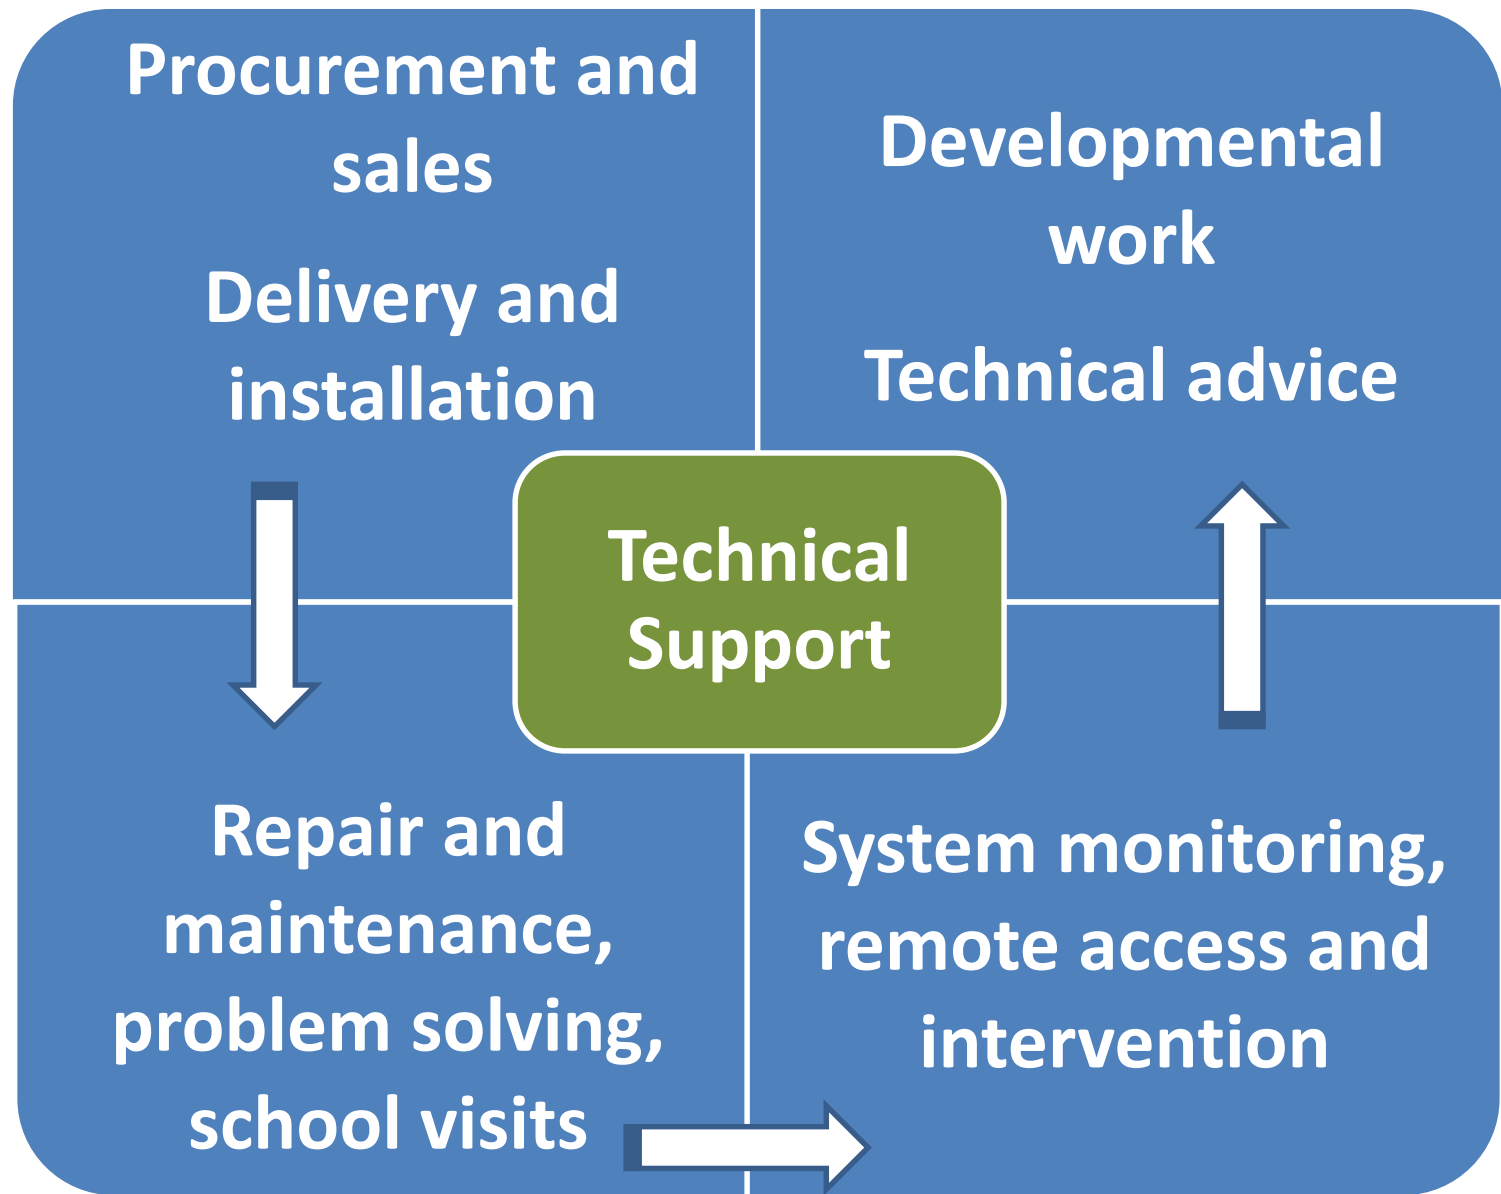 Procurement and
sales
Delivery and
installation
Developmental
work
Technical advice
Technical
Support
Repair and
maintenance,
problem solving,
school visits
System monitoring,
remote access and
intervention